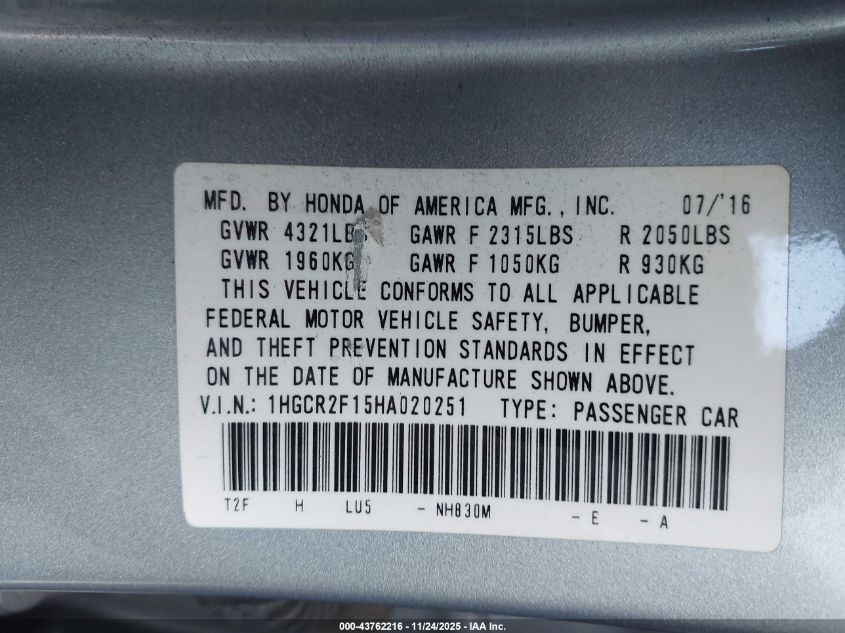 MFD. BY HONDA OF AMERICA MFG., INC. 07/'16
GVWR 4321LBS GAWR F 2315LBS R 2050LBS
GVWR 1960KG GAWR F 1050KG R 930KG
THIS VEHICLE CONFORMS TO ALL APPLICABLE
FEDERAL MOTOR VEHICLE SAFETY, BUMPER,
AND THEFT PREVENTION STANDARDS IN EFFECT
ON THE DATE OF MANUFACTURE SHOWN ABOVE.
V.I.N.: 1HGCR2F15HA020251 TYPE: PASSENGER CAR
T2F H LU5 - NH830M - E - A
000-43762216 - 11/24/2025 - IAA Inc.